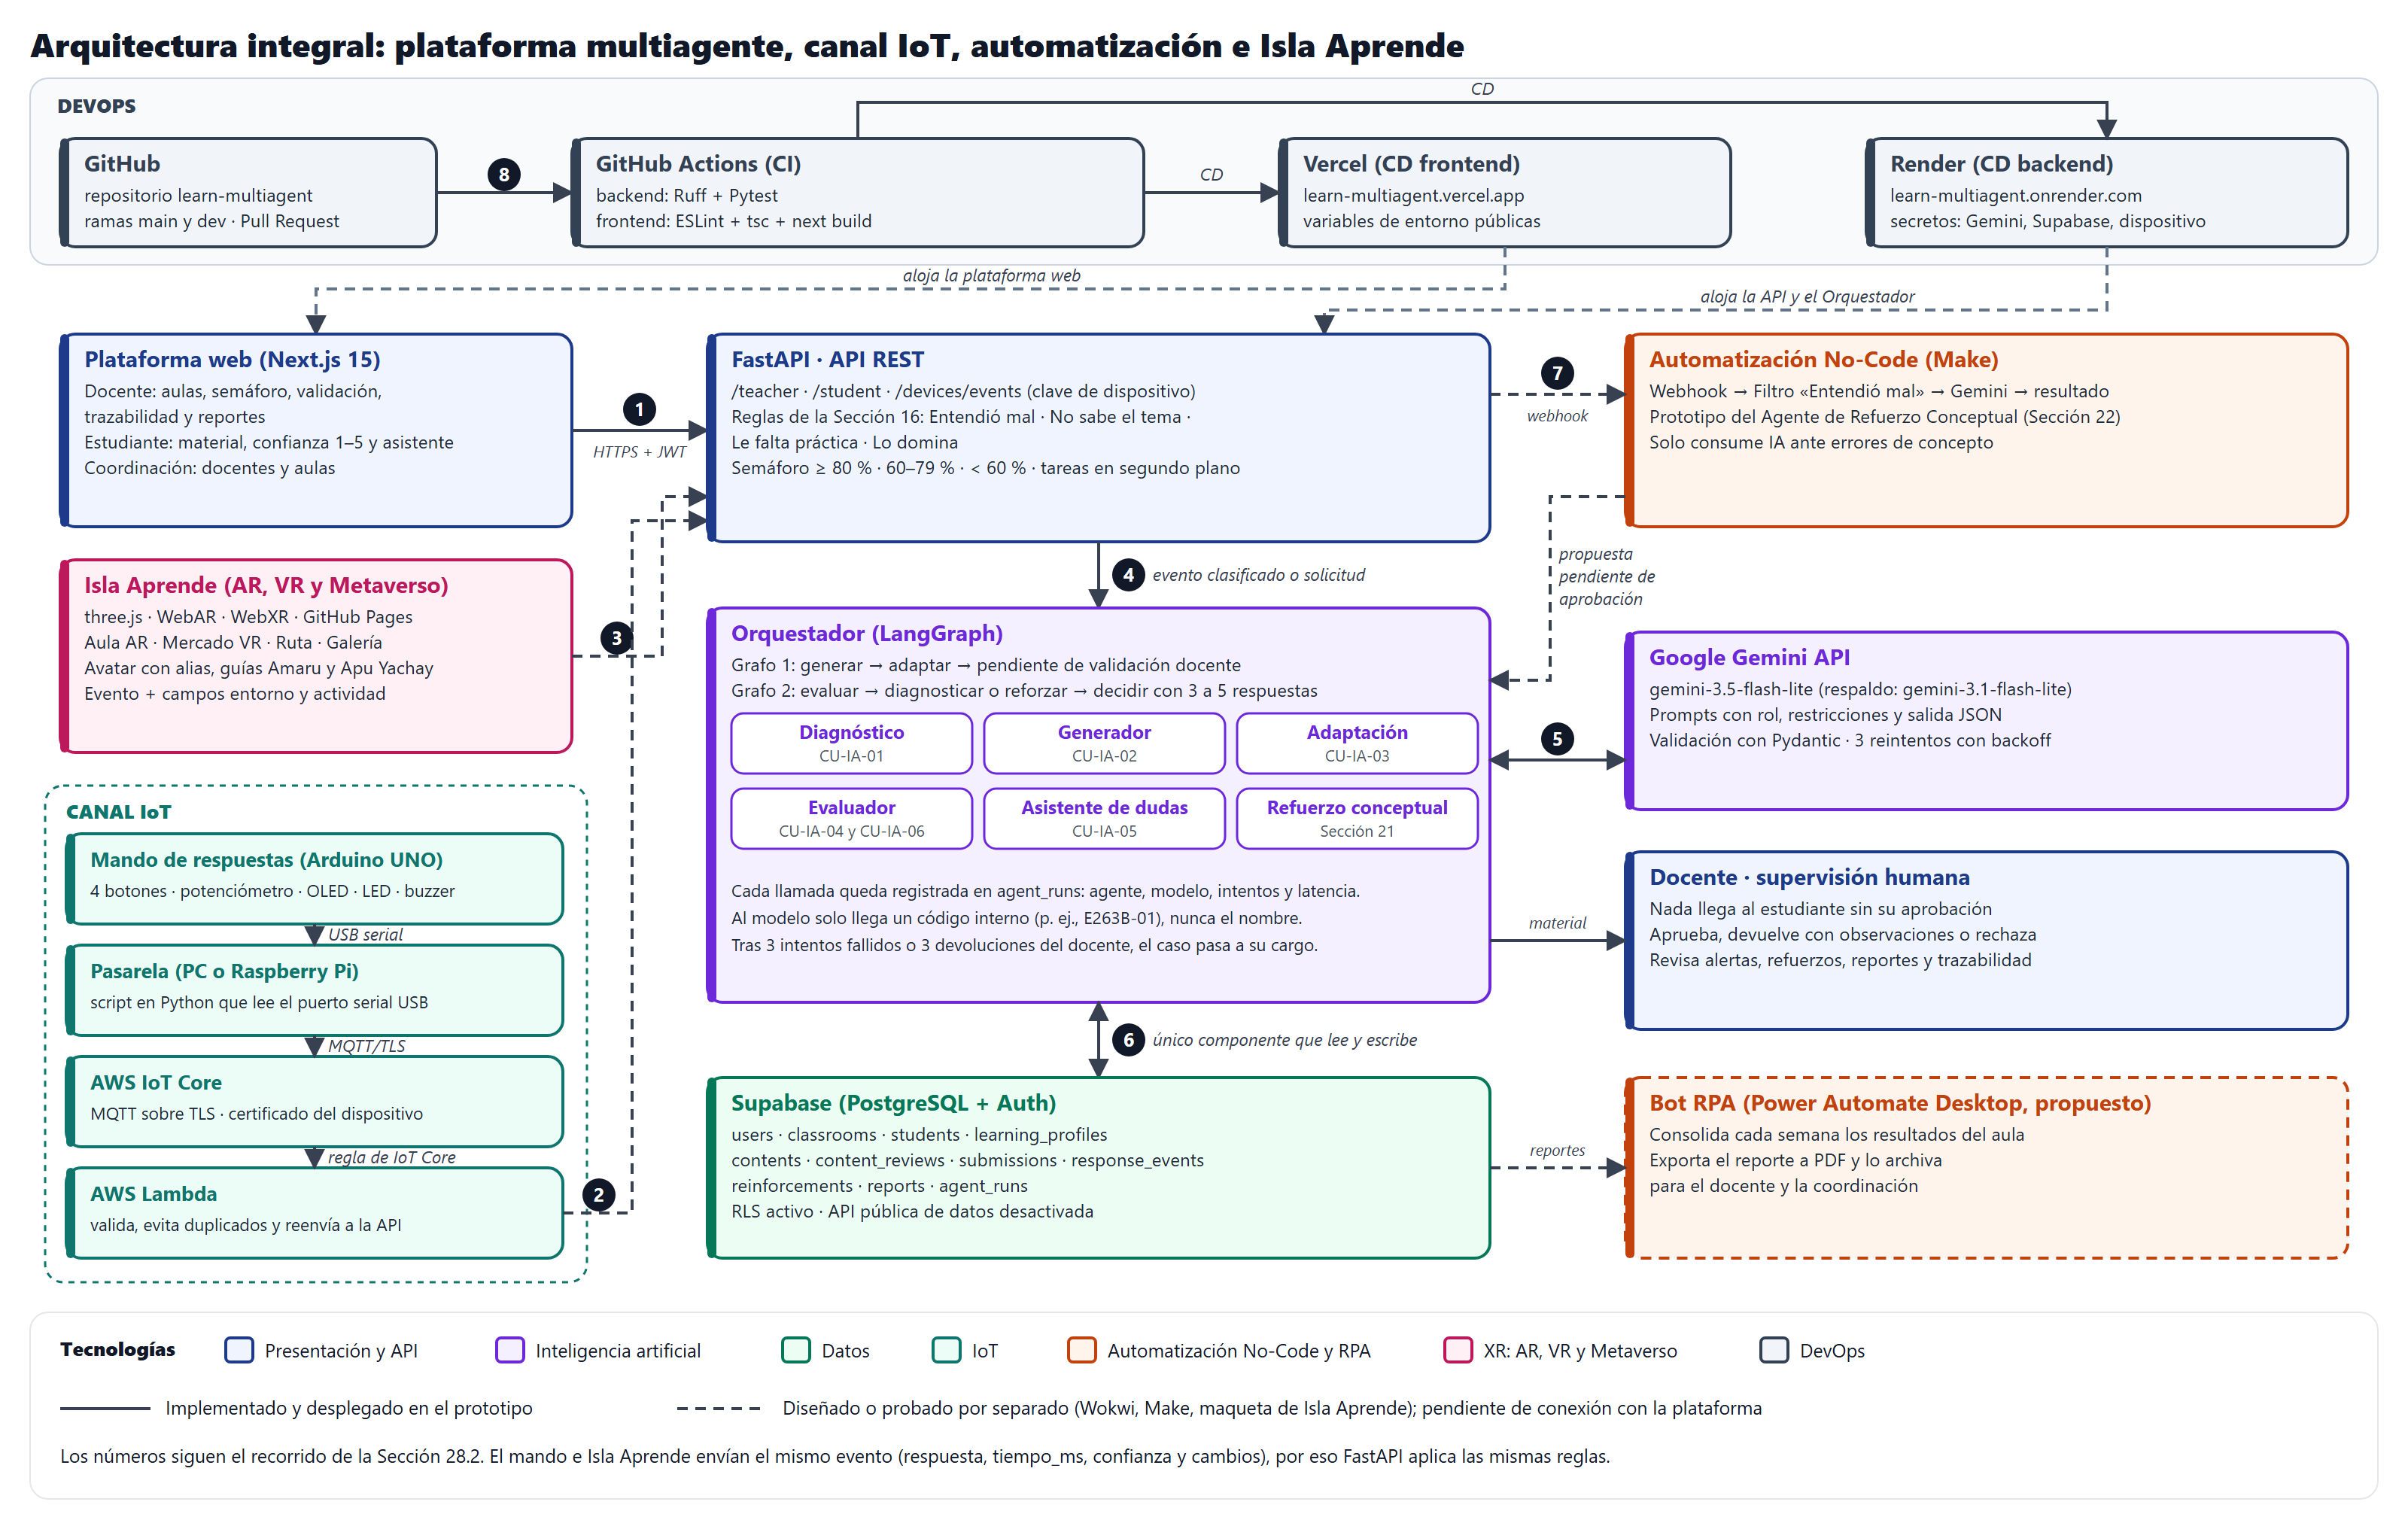 Arquitectura integral: plataforma multiagente, canal IoT, automatización e Isla Aprende
DEVOPS
CD
GitHub
repositorio learn-multiagent
ramas main y dev · Pull Request
8
GitHub Actions (CI)
backend: Ruff + Pytest
frontend: ESLint + tsc + next build
CD
Vercel (CD frontend)
learn-multiagent.vercel.app
variables de entorno públicas
Render (CD backend)
learn-multiagent.onrender.com
secretos: Gemini, Supabase, dispositivo
aloja la plataforma web
aloja la API y el Orquestador
Plataforma web (Next.js 15)
Docente: aulas, semáforo, validación,
trazabilidad y reportes
Estudiante: material, confianza 1–5 y asistente
Coordinación: docentes y aulas
1
HTTPS + JWT
FastAPI · API REST
/teacher · /student · /devices/events (clave de dispositivo)
Reglas de la Sección 16: Entendió mal · No sabe el tema ·
Le falta práctica · Lo domina
Semáforo ≥ 80 % · 60–79 % · < 60 % · tareas en segundo plano
7
webhook
Automatización No-Code (Make)
Webhook → Filtro «Entendió mal» → Gemini → resultado
Prototipo del Agente de Refuerzo Conceptual (Sección 22)
Solo consume IA ante errores de concepto
propuesta
pendiente de
aprobación
Isla Aprende (AR, VR y Metaverso)
three.js · WebAR · WebXR · GitHub Pages
Aula AR · Mercado VR · Ruta · Galería
Avatar con alias, guías Amaru y Apu Yachay
Evento + campos entorno y actividad
3
4
evento clasificado o solicitud
Orquestador (LangGraph)
Grafo 1: generar → adaptar → pendiente de validación docente
Grafo 2: evaluar → diagnosticar o reforzar → decidir con 3 a 5 respuestas
Diagnóstico
CU-IA-01
Generador
CU-IA-02
Adaptación
CU-IA-03
Evaluador
CU-IA-04 y CU-IA-06
Asistente de dudas
CU-IA-05
Refuerzo conceptual
Sección 21
Cada llamada queda registrada en agent_runs: agente, modelo, intentos y latencia.
Al modelo solo llega un código interno (p. ej., E263B-01), nunca el nombre.
Tras 3 intentos fallidos o 3 devoluciones del docente, el caso pasa a su cargo.
5
Google Gemini API
gemini-3.5-flash-lite (respaldo: gemini-3.1-flash-lite)
Prompts con rol, restricciones y salida JSON
Validación con Pydantic · 3 reintentos con backoff
material
Docente · supervisión humana
Nada llega al estudiante sin su aprobación
Aprueba, devuelve con observaciones o rechaza
Revisa alertas, refuerzos, reportes y trazabilidad
CANAL IoT
Mando de respuestas (Arduino UNO)
4 botones · potenciómetro · OLED · LED · buzzer
USB serial
Pasarela (PC o Raspberry Pi)
script en Python que lee el puerto serial USB
MQTT/TLS
AWS IoT Core
MQTT sobre TLS · certificado del dispositivo
regla de IoT Core
AWS Lambda
valida, evita duplicados y reenvía a la API
2
6
único componente que lee y escribe
Supabase (PostgreSQL + Auth)
users · classrooms · students · learning_profiles
contents · content_reviews · submissions · response_events
reinforcements · reports · agent_runs
RLS activo · API pública de datos desactivada
reportes
Bot RPA (Power Automate Desktop, propuesto)
Consolida cada semana los resultados del aula
Exporta el reporte a PDF y lo archiva
para el docente y la coordinación
Tecnologías
Presentación y API
Inteligencia artificial
Datos
IoT
Automatización No-Code y RPA
XR: AR, VR y Metaverso
DevOps
Implementado y desplegado en el prototipo
Diseñado o probado por separado (Wokwi, Make, maqueta de Isla Aprende); pendiente de conexión con la plataforma
Los números siguen el recorrido de la Sección 28.2. El mando e Isla Aprende envían el mismo evento (respuesta, tiempo_ms, confianza y cambios), por eso FastAPI aplica las mismas reglas.